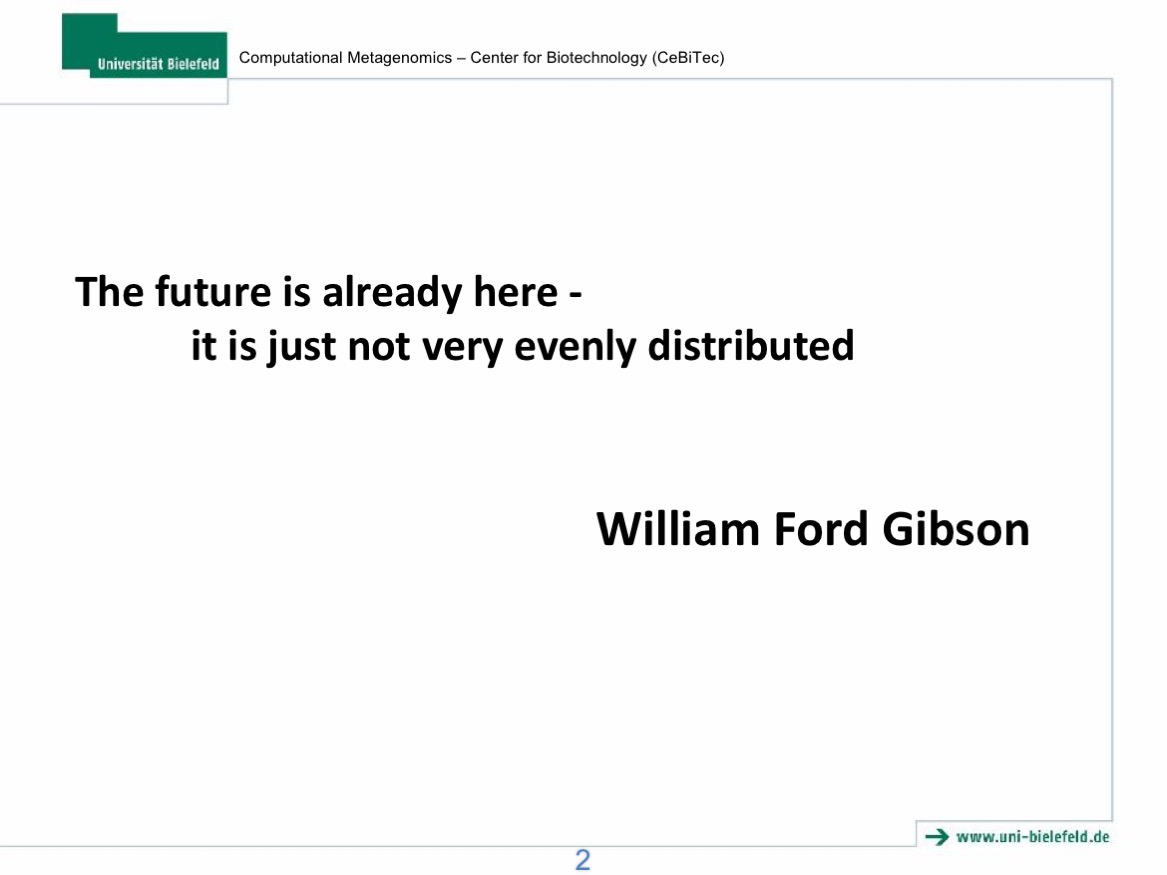 Universität Bielefeld
Computational Metagenomics – Center for Biotechnology (CeBiTec)
The future is already here -
it is just not very evenly distributed
William Ford Gibson
→ www.uni-bielefeld.de
2